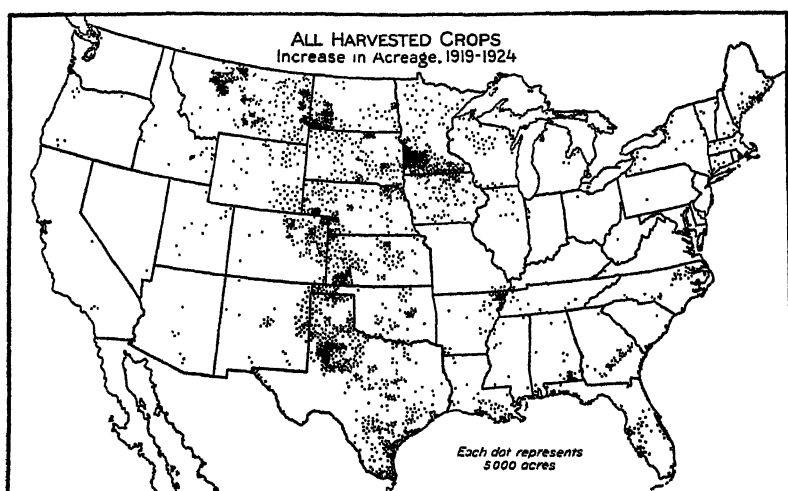 ALL HARVESTED CROPS
Increase in Acreage, 1919-1924
Each dot represents
5000 acres